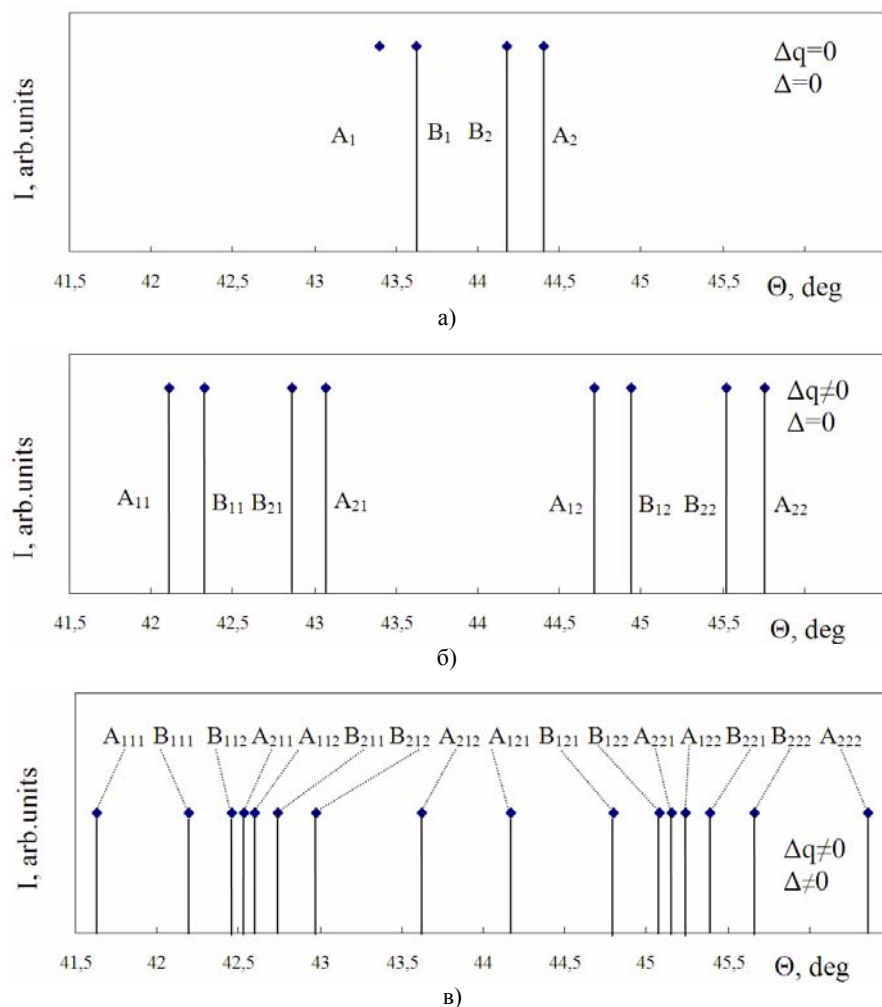 I, arb.units
Δq=0
Δ=0
A₁ B₁ B₂ A₂
41,5 42 42,5 43 43,5 44 44,5 45 45,5 Θ, deg
а)
I, arb.units
Δq≠0
Δ=0
A₁₁ B₁₁ B₂₁ A₂₁ A₁₂ B₁₂ B₂₂ A₂₂
41,5 42 42,5 43 43,5 44 44,5 45 45,5 Θ, deg
б)
I, arb.units
A₁₁₁ B₁₁₁ B₁₁₂ A₂₁₁ A₁₁₂ B₂₁₁ B₂₁₂ A₂₁₂ A₁₂₁ B₁₂₁ B₁₂₂ A₂₂₁ A₁₂₂ B₂₂₁ B₂₂₂ A₂₂₂
Δq≠0
Δ≠0
41,5 42 42,5 43 43,5 44 44,5 45 45,5 Θ, deg
в)